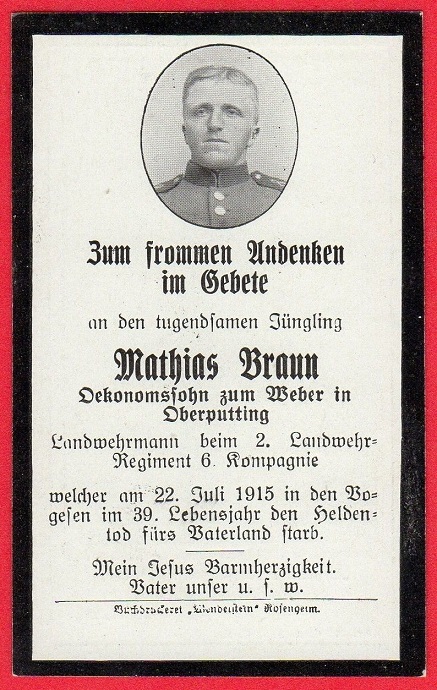 Zum frommen Andenken
im Gebete
an den tugendsamen Jüngling
Mathias Braun
Oekonomssohn zum Weber in
Oberputting
Landwehrmann beim 2. Landwehr-
Regiment 6. Kompagnie
welcher am 22. Juli 1915 in den Vo-
gesen im 39. Lebensjahr den Helden-
tod fürs Vaterland starb.
Mein Jesus Barmherzigkeit.
Vater unser u. s. w.
Buchdruckerei „Wendelstein“ Rosenheim.